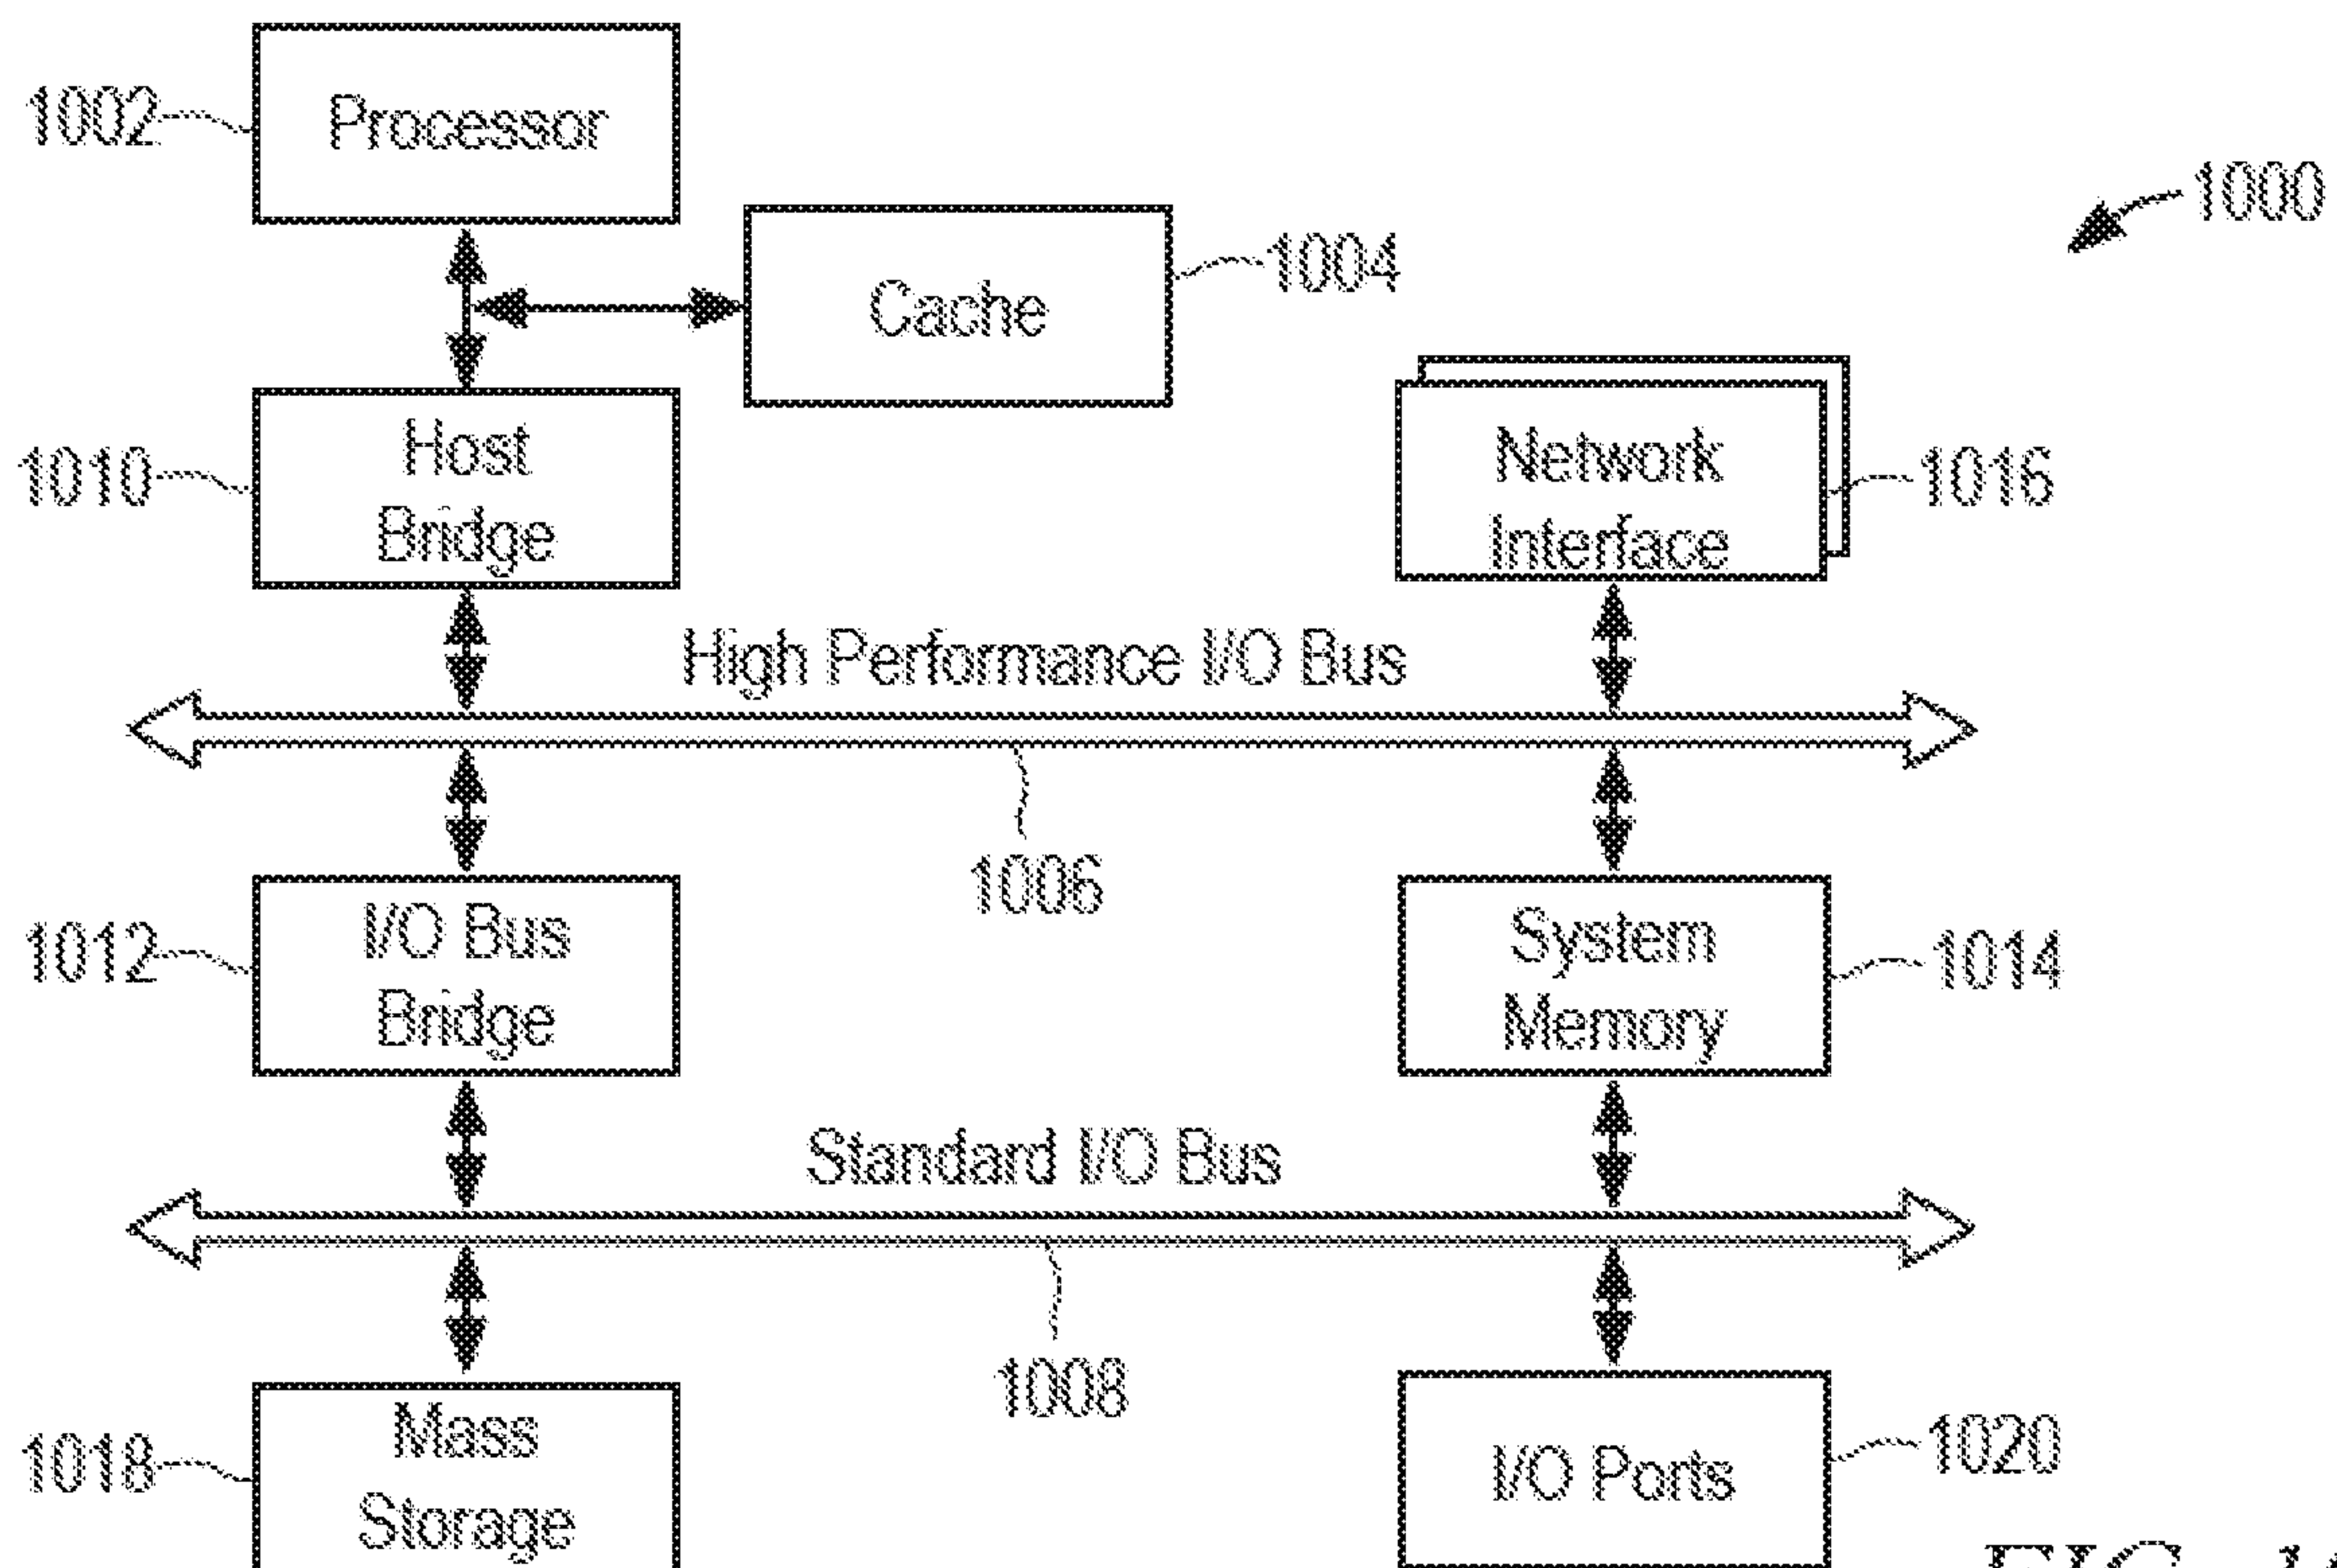 1002
Processor
1000
1004
Cache
1010
Host
Bridge
Network
Interface
1016
High Performance I/O Bus
1006
1012
I/O Bus
Bridge
System
Memory
1014
Standard I/O Bus
1008
1018
Mass
Storage
I/O Ports
1020